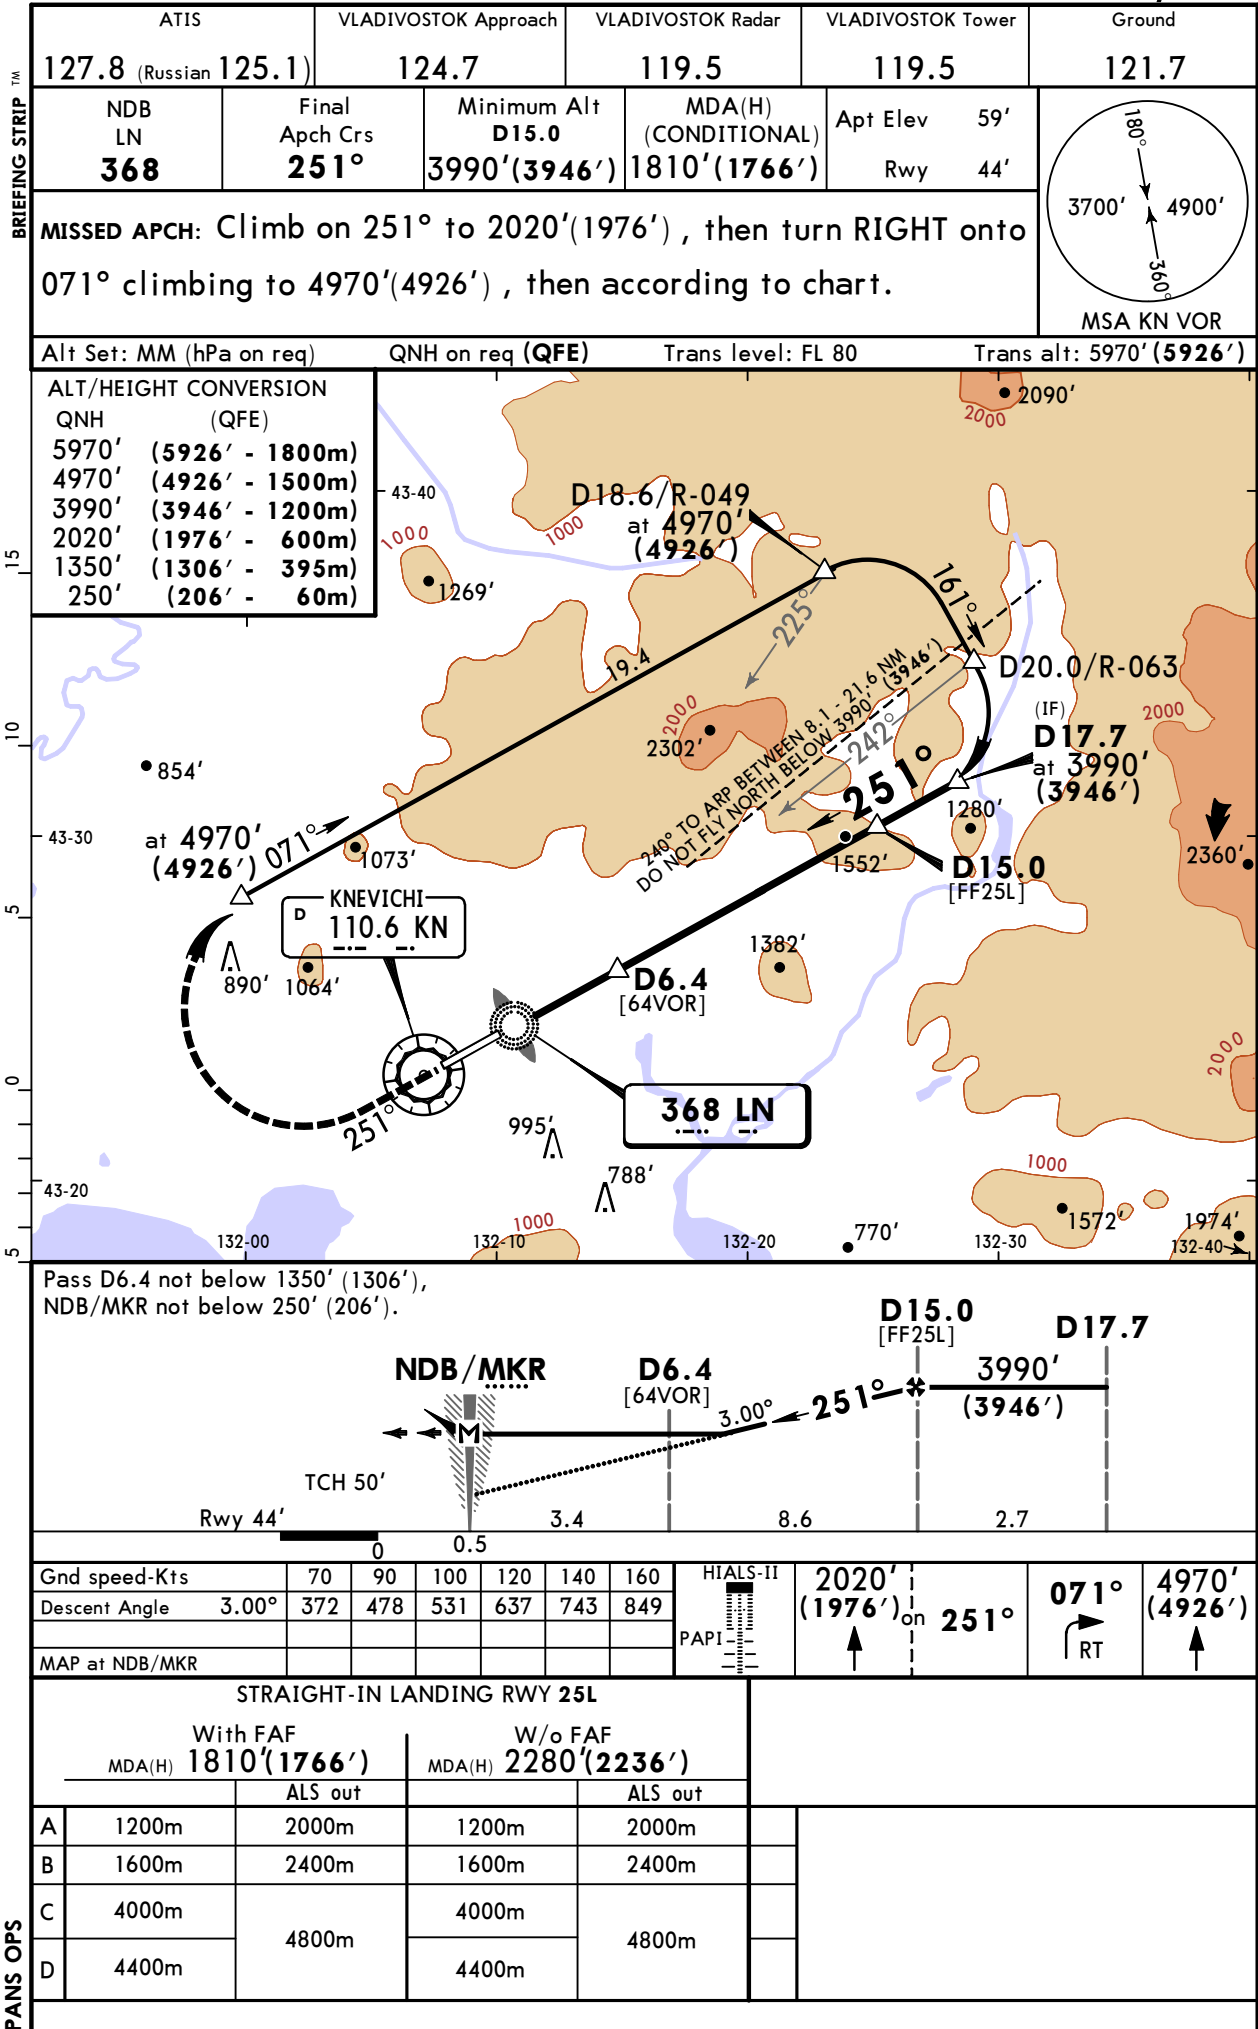 ATIS
127.8 (Russian 125.1)
VLADIVOSTOK Approach
124.7
VLADIVOSTOK Radar
119.5
VLADIVOSTOK Tower
119.5
Ground
121.7
BRIEFING STRIP TM
NDB
LN
368
Final
Apch Crs
251°
Minimum Alt
D15.0
3990'(3946')
MDA(H)
(CONDITIONAL)
1810'(1766')
Apt Elev 59'
Rwy 44'
180°
3700' 4900'
360°
MSA KN VOR
MISSED APCH: Climb on 251° to 2020'(1976') , then turn RIGHT onto
071° climbing to 4970'(4926') , then according to chart.
Alt Set: MM (hPa on req) QNH on req (QFE) Trans level: FL 80 Trans alt: 5970'(5926')
ALT/HEIGHT CONVERSION
QNH (QFE)
5970' (5926' - 1800m)
4970' (4926' - 1500m)
3990' (3946' - 1200m)
2020' (1976' - 600m)
1350' (1306' - 395m)
250' (206' - 60m)
2090'
2000
43-40
D18.6/R-049
at 4970'
(4926')
1000
1000
1269'
15
161°
225°
19.4
D20.0/R-063
2000
2302'
240° TO ARP BETWEEN 8.1 - 21.6 NM
DO NOT FLY NORTH BELOW 3990' (3946')
242°
251°
(IF)
D17.7
at 3990'
(3946')
2000
10
854'
43-30
at 4970'
(4926')
071°
1073'
1280'
1552'
D15.0
[FF25L]
2360'
5
KNEVICHI
D 110.6 KN
890'
1064'
1382'
D6.4
[64VOR]
0
2000
368 LN
251°
995'
788'
43-20
1000
1572'
1974'
1000
770'
5
132-00
132-10
132-20
132-30
132-40
Pass D6.4 not below 1350' (1306'),
NDB/MKR not below 250' (206').
D15.0
[FF25L]
D17.7
NDB/MKR
D6.4
[64VOR]
3990'
(3946')
251°
3.00°
M
TCH 50'
Rwy 44'
3.4 8.6 2.7
0 0.5
Gnd speed-Kts 70 90 100 120 140 160
Descent Angle 3.00° 372 478 531 637 743 849
MAP at NDB/MKR
HIALS-II
PAPI
2020'
(1976') on 251°
071°
RT
4970'
(4926')
STRAIGHT-IN LANDING RWY 25L
With FAF
MDA(H) 1810'(1766')
W/o FAF
MDA(H) 2280'(2236')
ALS out ALS out
A 1200m 2000m 1200m 2000m
B 1600m 2400m 1600m 2400m
C 4000m 4800m 4000m 4800m
D 4400m 4400m
PANS OPS